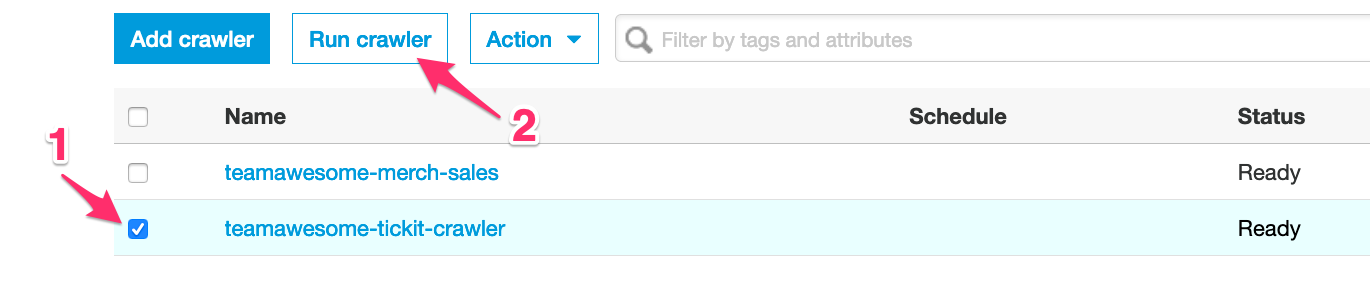 Add crawler Run crawler Action Filter by tags and attributes
2
Name Schedule Status
1
teamawesome-merch-sales Ready
teamawesome-tickit-crawler Ready